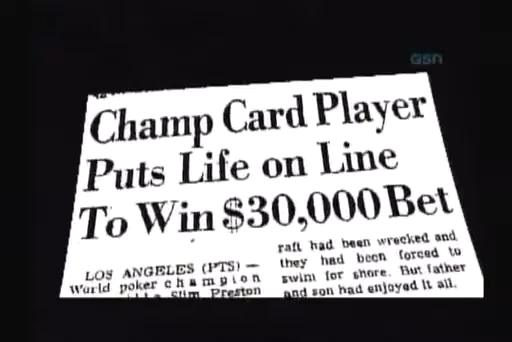 GSN
Champ Card Player
Puts Life on Line
To Win $30,000 Bet
LOS ANGELES (PTS) —
World poker champion
Slim Preston
raft had been wrecked and
they had been forced to
swim for shore. But father
and son had enjoyed it all.